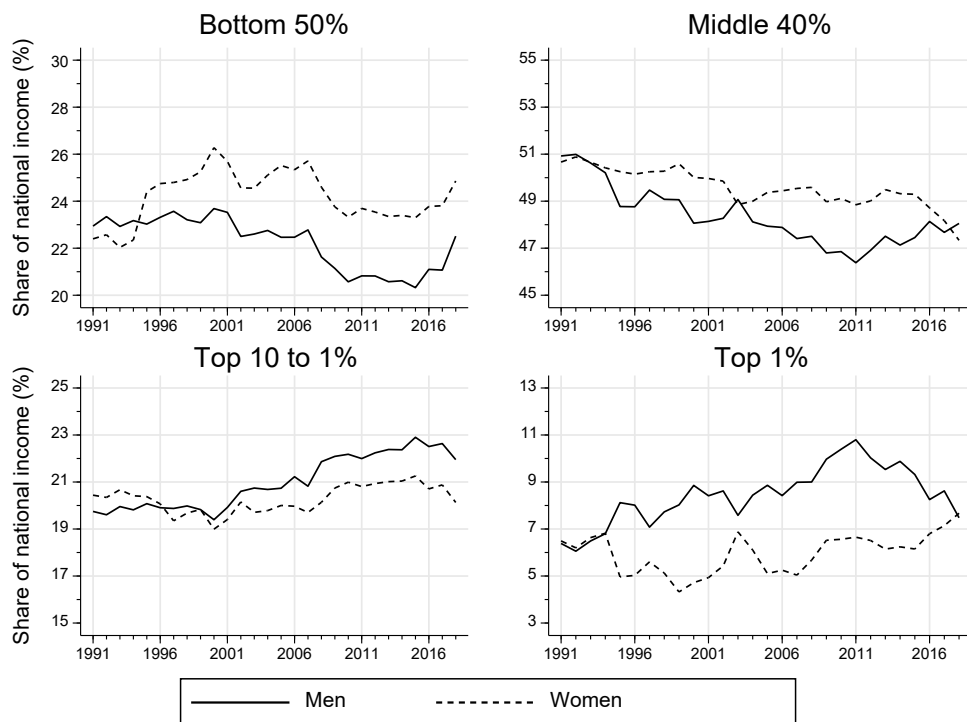 Bottom 50%
Share of national income (%)
30
28
26
24
22
20
1991 1996 2001 2006 2011 2016
Middle 40%
55
53
51
49
47
45
1991 1996 2001 2006 2011 2016
Top 10 to 1%
Share of national income (%)
25
23
21
19
17
15
1991 1996 2001 2006 2011 2016
Top 1%
13
11
9
7
5
3
1991 1996 2001 2006 2011 2016
Men Women